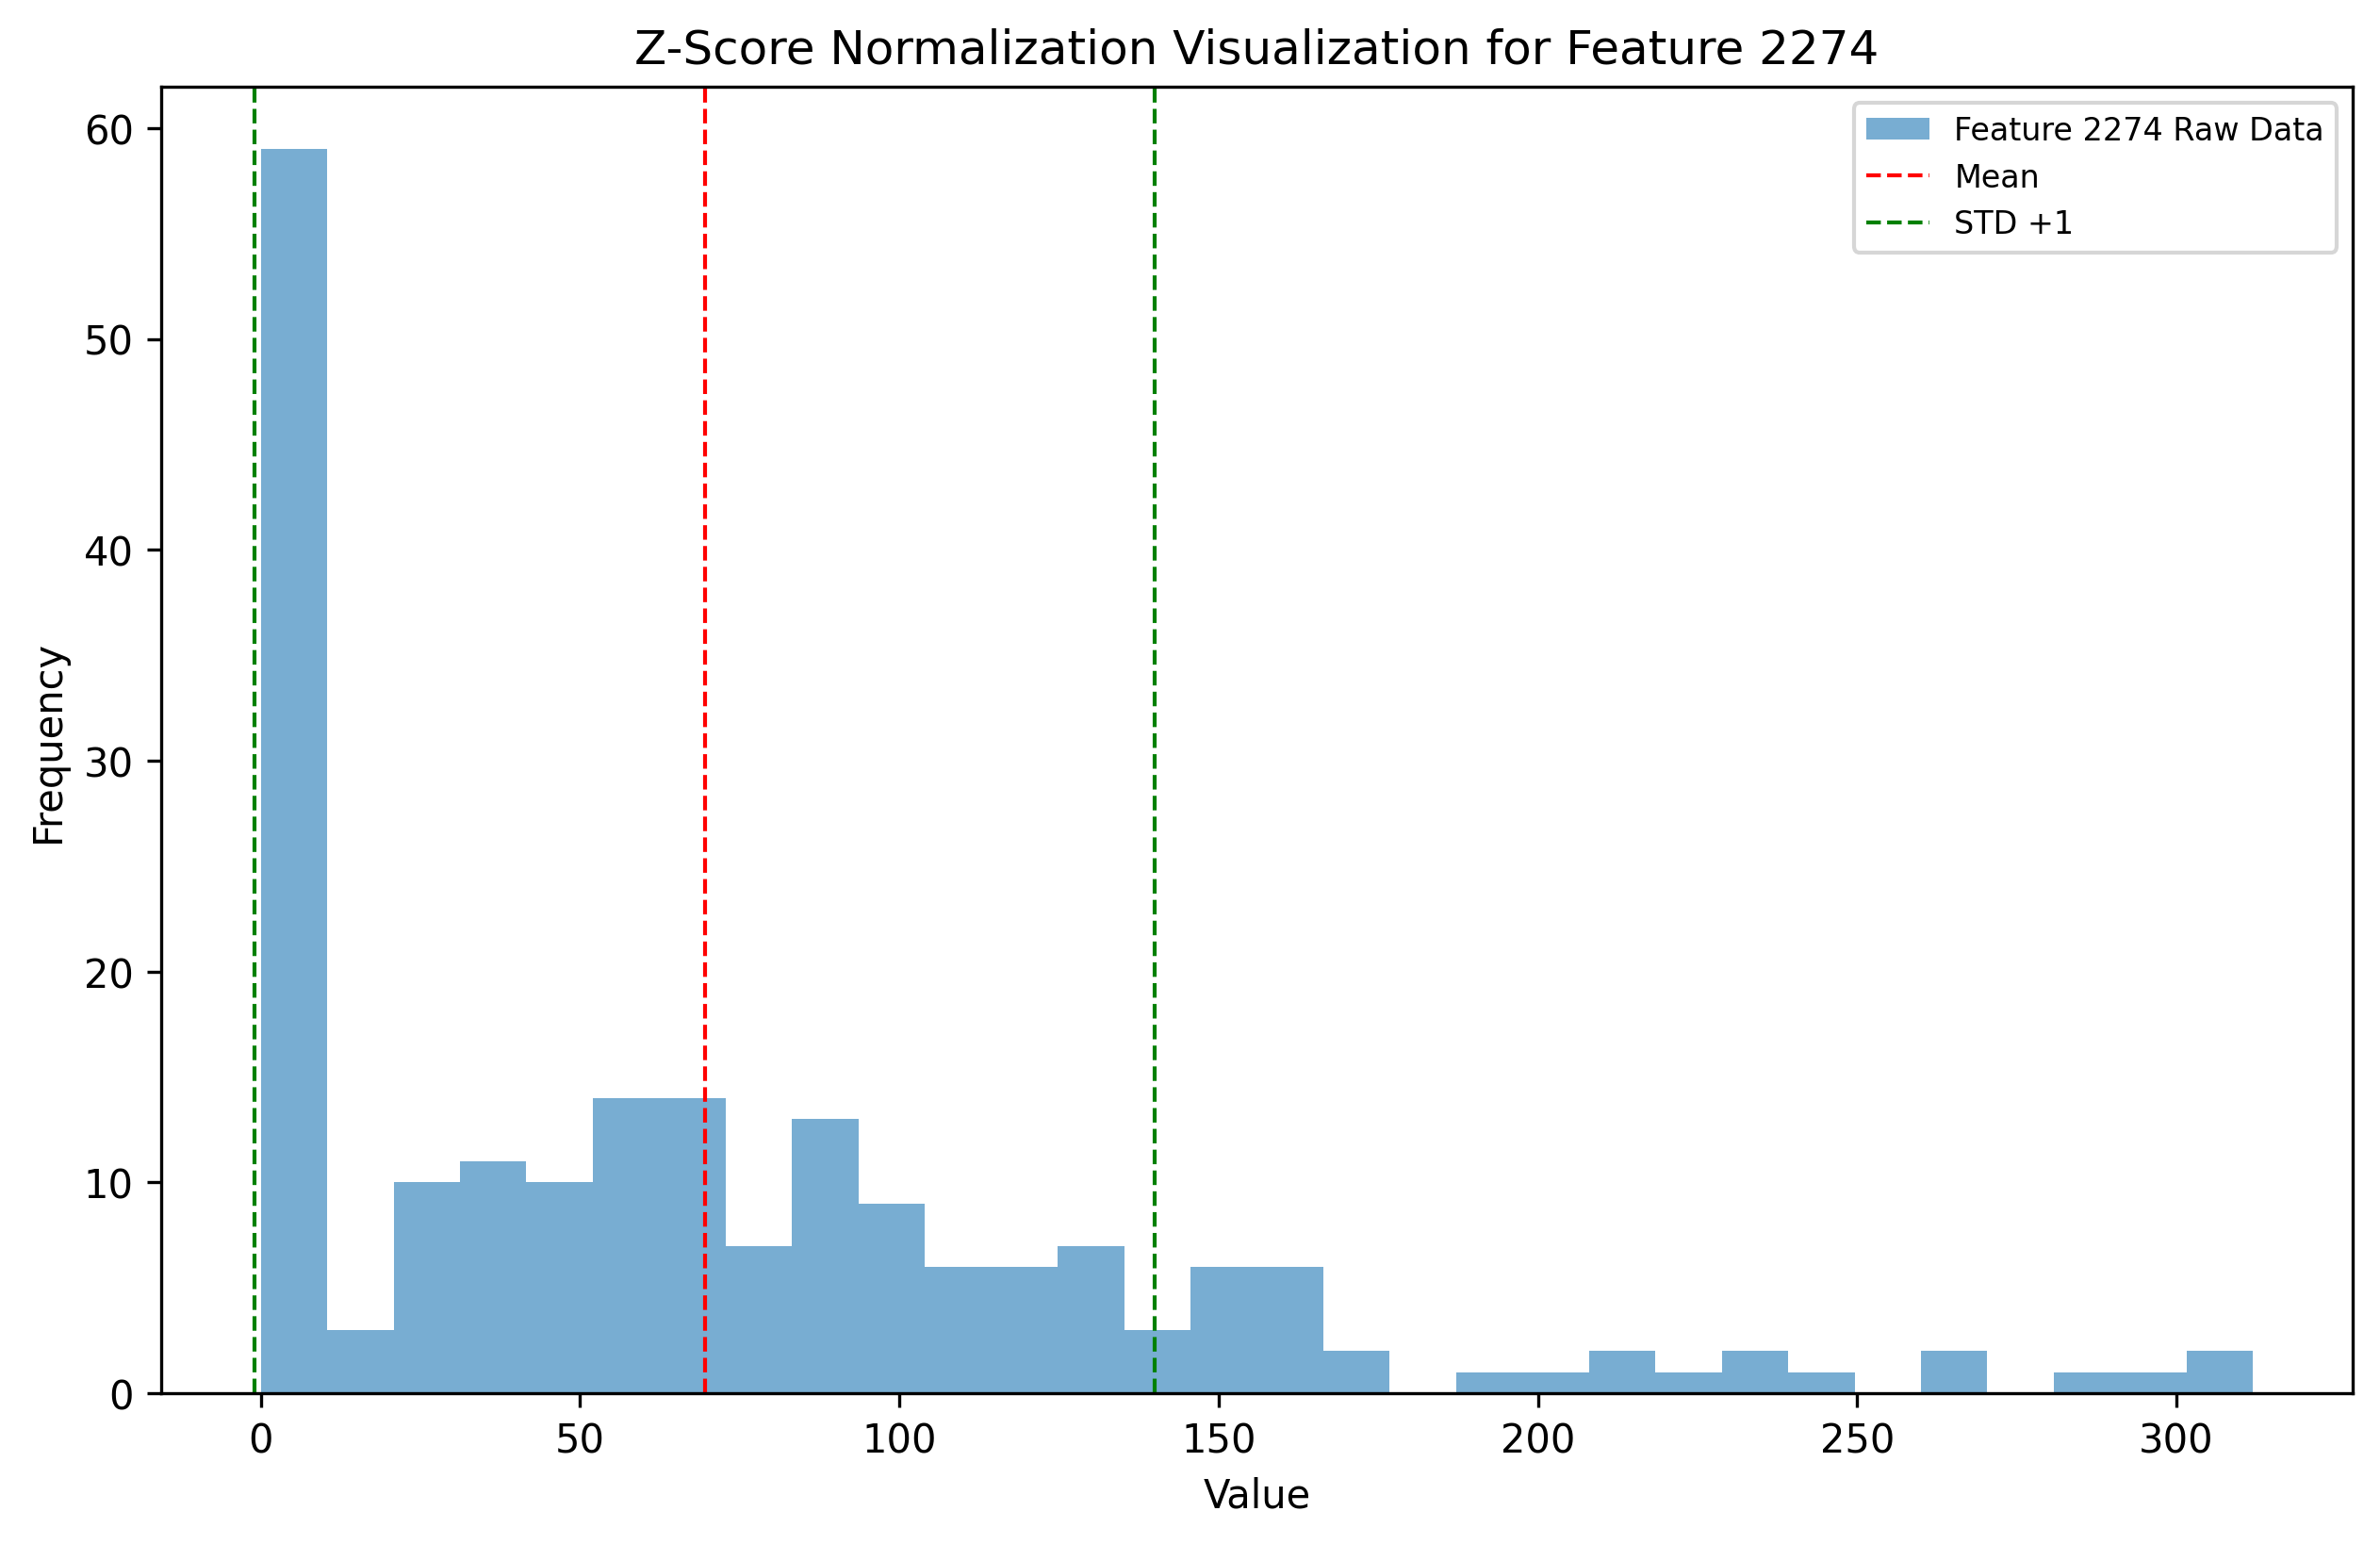 Z-Score Normalization Visualization for Feature 2274
Feature 2274 Raw Data
Mean
STD +1
60
50
40
30
20
10
0
Frequency
0 50 100 150 200 250 300
Value